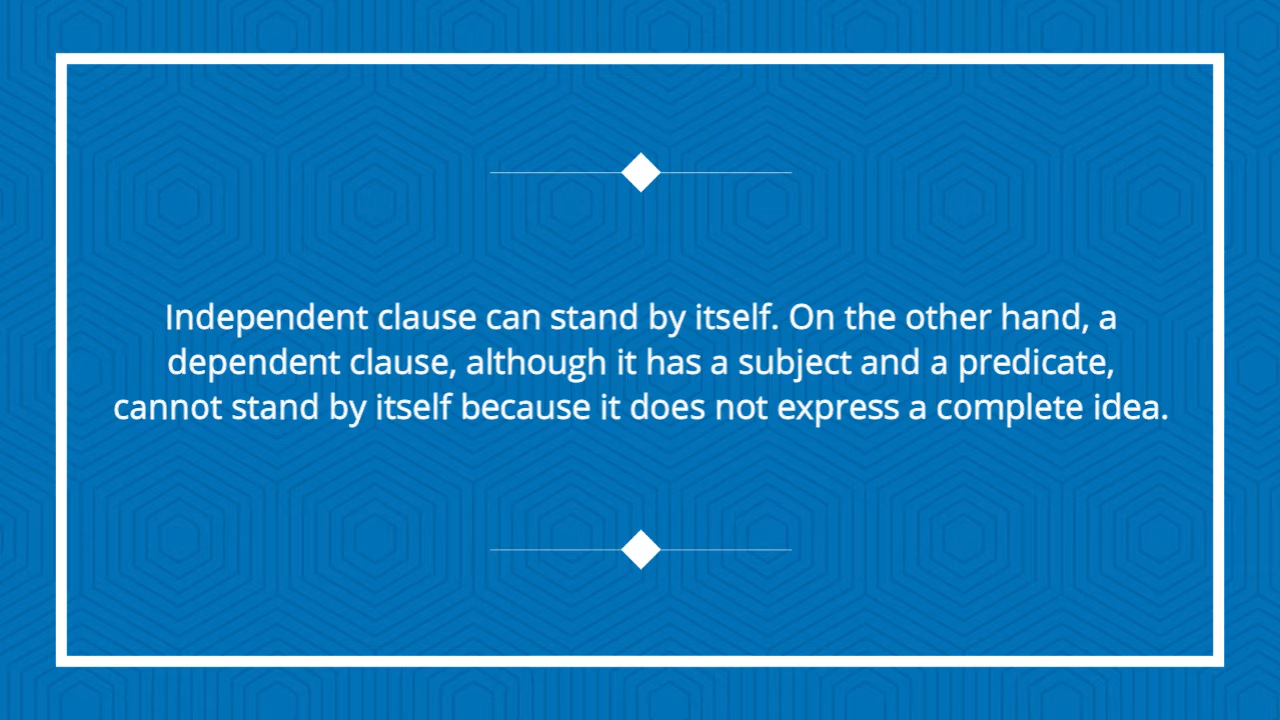 Independent clause can stand by itself. On the other hand, a
dependent clause, although it has a subject and a predicate,
cannot stand by itself because it does not express a complete idea.